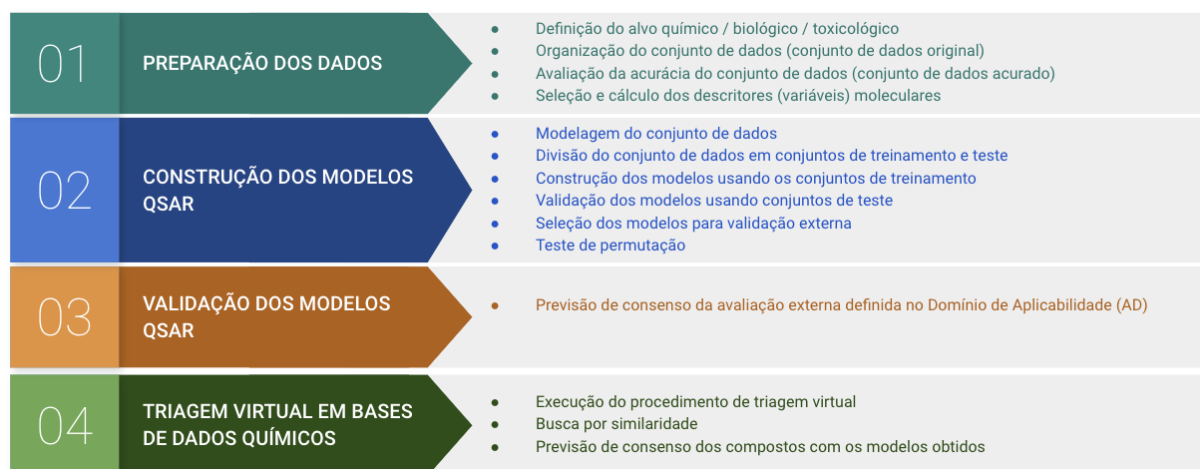 01
PREPARAÇÃO DOS DADOS
● Definição do alvo químico / biológico / toxicológico
● Organização do conjunto de dados (conjunto de dados original)
● Avaliação da acurácia do conjunto de dados (conjunto de dados acurado)
● Seleção e cálculo dos descritores (variáveis) moleculares
02
CONSTRUÇÃO DOS MODELOS
QSAR
● Modelagem do conjunto de dados
● Divisão do conjunto de dados em conjuntos de treinamento e teste
● Construção dos modelos usando os conjuntos de treinamento
● Validação dos modelos usando conjuntos de teste
● Seleção dos modelos para validação externa
● Teste de permutação
03
VALIDAÇÃO DOS MODELOS
QSAR
● Previsão de consenso da avaliação externa definida no Domínio de Aplicabilidade (AD)
04
TRIAGEM VIRTUAL EM BASES
DE DADOS QUÍMICOS
● Execução do procedimento de triagem virtual
● Busca por similaridade
● Previsão de consenso dos compostos com os modelos obtidos